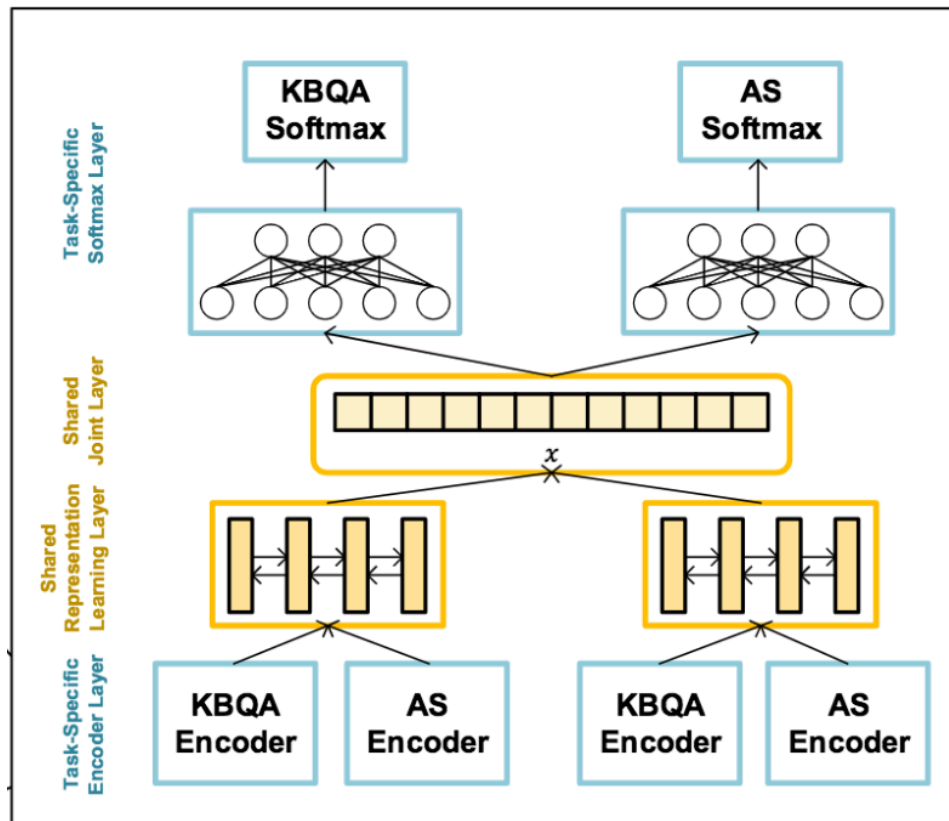 KBQA
Softmax
AS
Softmax
Task-Specific
Softmax Layer
Shared
Joint Layer
x
Shared
Representation
Learning Layer
Task-Specific
Encoder Layer
KBQA
Encoder
AS
Encoder
KBQA
Encoder
AS
Encoder